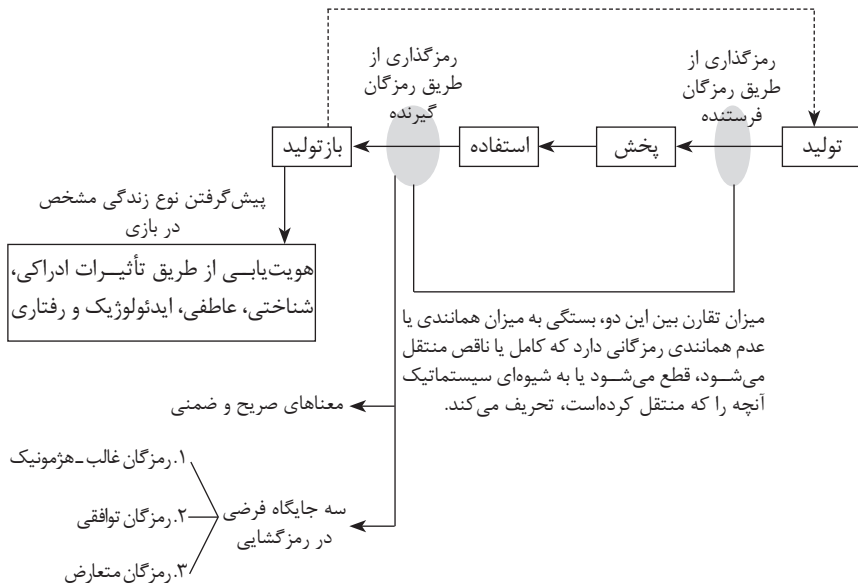 رمزگذاری از
طریق رمزگان
فرستنده
رمزگذاری از
طریق رمزگان
گیرنده
تولید
پخش
استفاده
بازتولید
پیش‌گرفتن نوع زندگی مشخص
در بازی
هویت‌یابی از طریق تأثیرات ادراکی،
شناختی، عاطفی، ایدئولوژیک و رفتاری
میزان تقارن بین این دو، بستگی به میزان همانندی یا
عدم همانندی رمزگانی دارد که کامل یا ناقص منتقل
می‌شود، قطع می‌شود یا به شیوه‌ای سیستماتیک
آنچه را که منتقل کرده‌است، تحریف می‌کند.
معناهای صریح و ضمنی
سه جایگاه فرضی
در رمزگشایی
۱.رمزگان غالب-هژمونیک
۲.رمزگان توافقی
۳.رمزگان متعارض